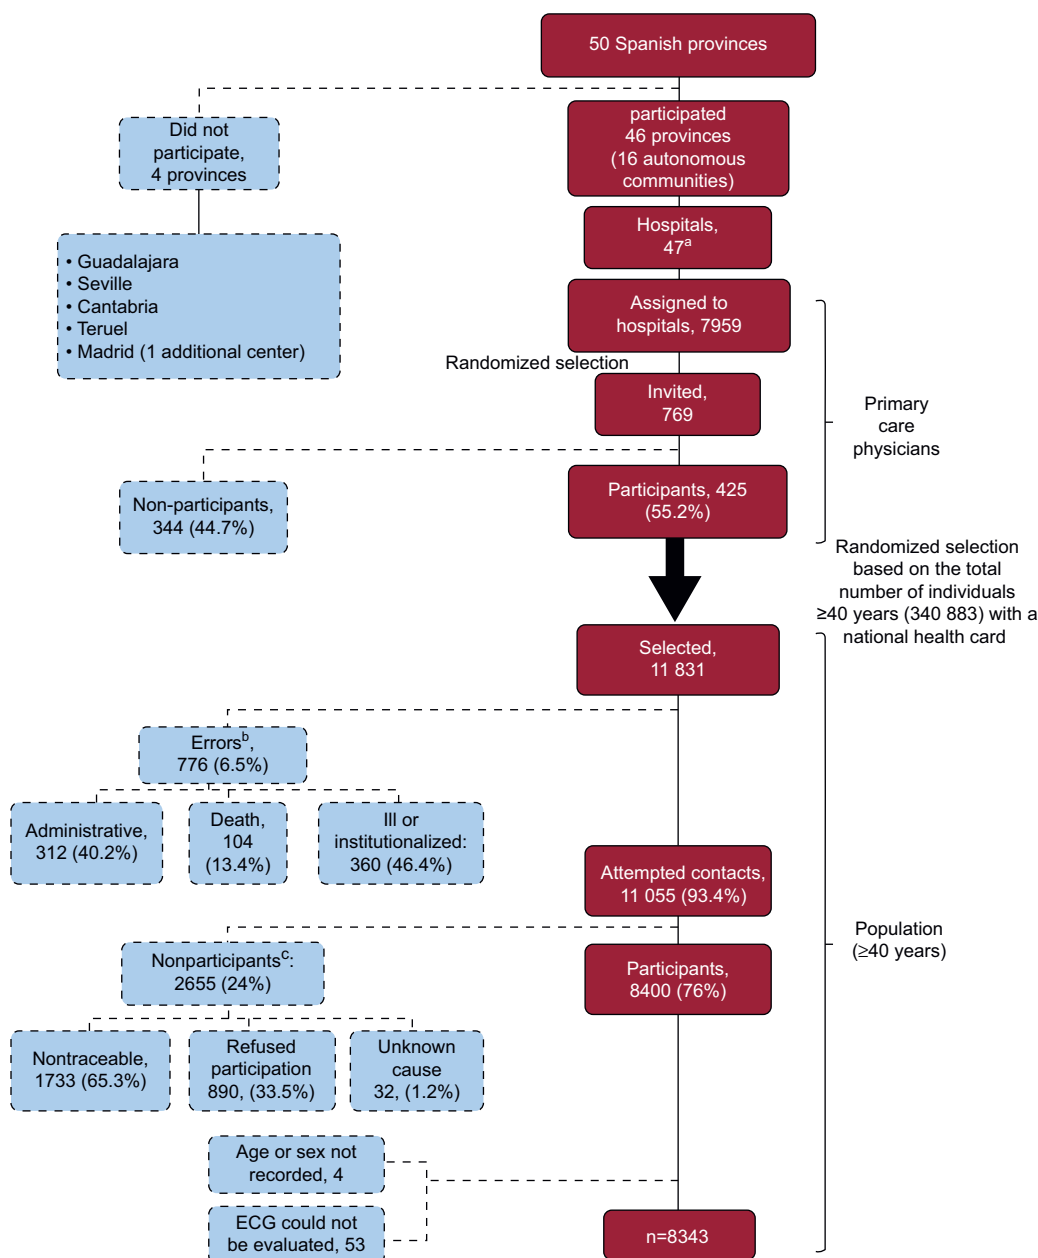 50 Spanish provinces
participated
46 provinces
(16 autonomous
communities)
Did not
participate,
4 provinces
Hospitals,
47ᵃ
• Guadalajara
• Seville
• Cantabria
• Teruel
• Madrid (1 additional center)
Assigned to
hospitals, 7959
Randomized selection
Invited,
769
Primary
care
physicians
Participants, 425
(55.2%)
Non-participants,
344 (44.7%)
Randomized selection
based on the total
number of individuals
≥40 years (340 883) with a
national health card
Selected,
11 831
Errorsᵇ,
776 (6.5%)
Administrative,
312 (40.2%)
Death,
104
(13.4%)
Ill or
institutionalized:
360 (46.4%)
Attempted contacts,
11 055 (93.4%)
Population
(≥40 years)
Nonparticipantsᶜ:
2655 (24%)
Participants,
8400 (76%)
Nontraceable,
1733 (65.3%)
Refused
participation
890, (33.5%)
Unknown
cause
32, (1.2%)
Age or sex not
recorded, 4
ECG could not
be evaluated, 53
n=8343